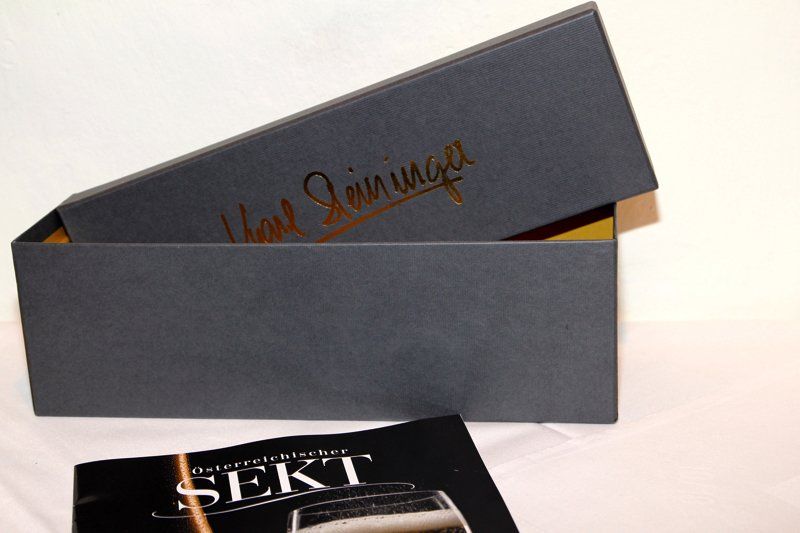 Karl Steininger
Österreichischer
SEKT